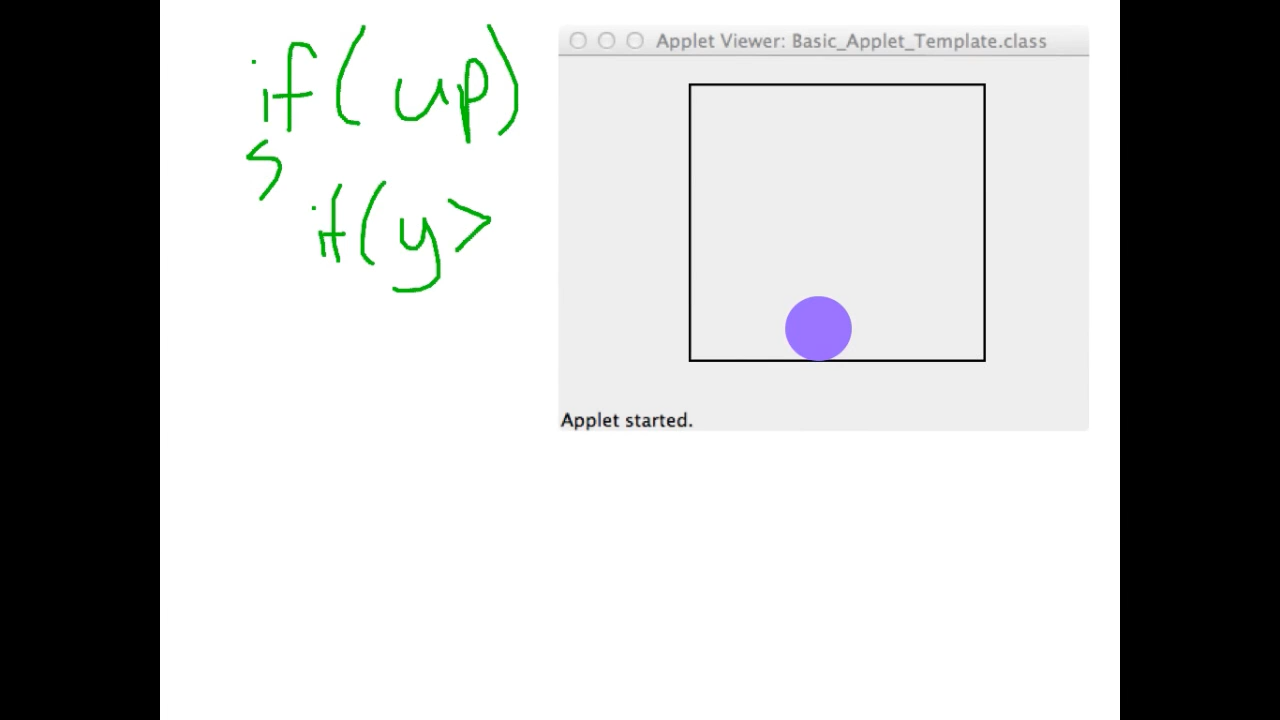 if(up)
if(y>
Applet Viewer: Basic_Applet_Template.class
Applet started.